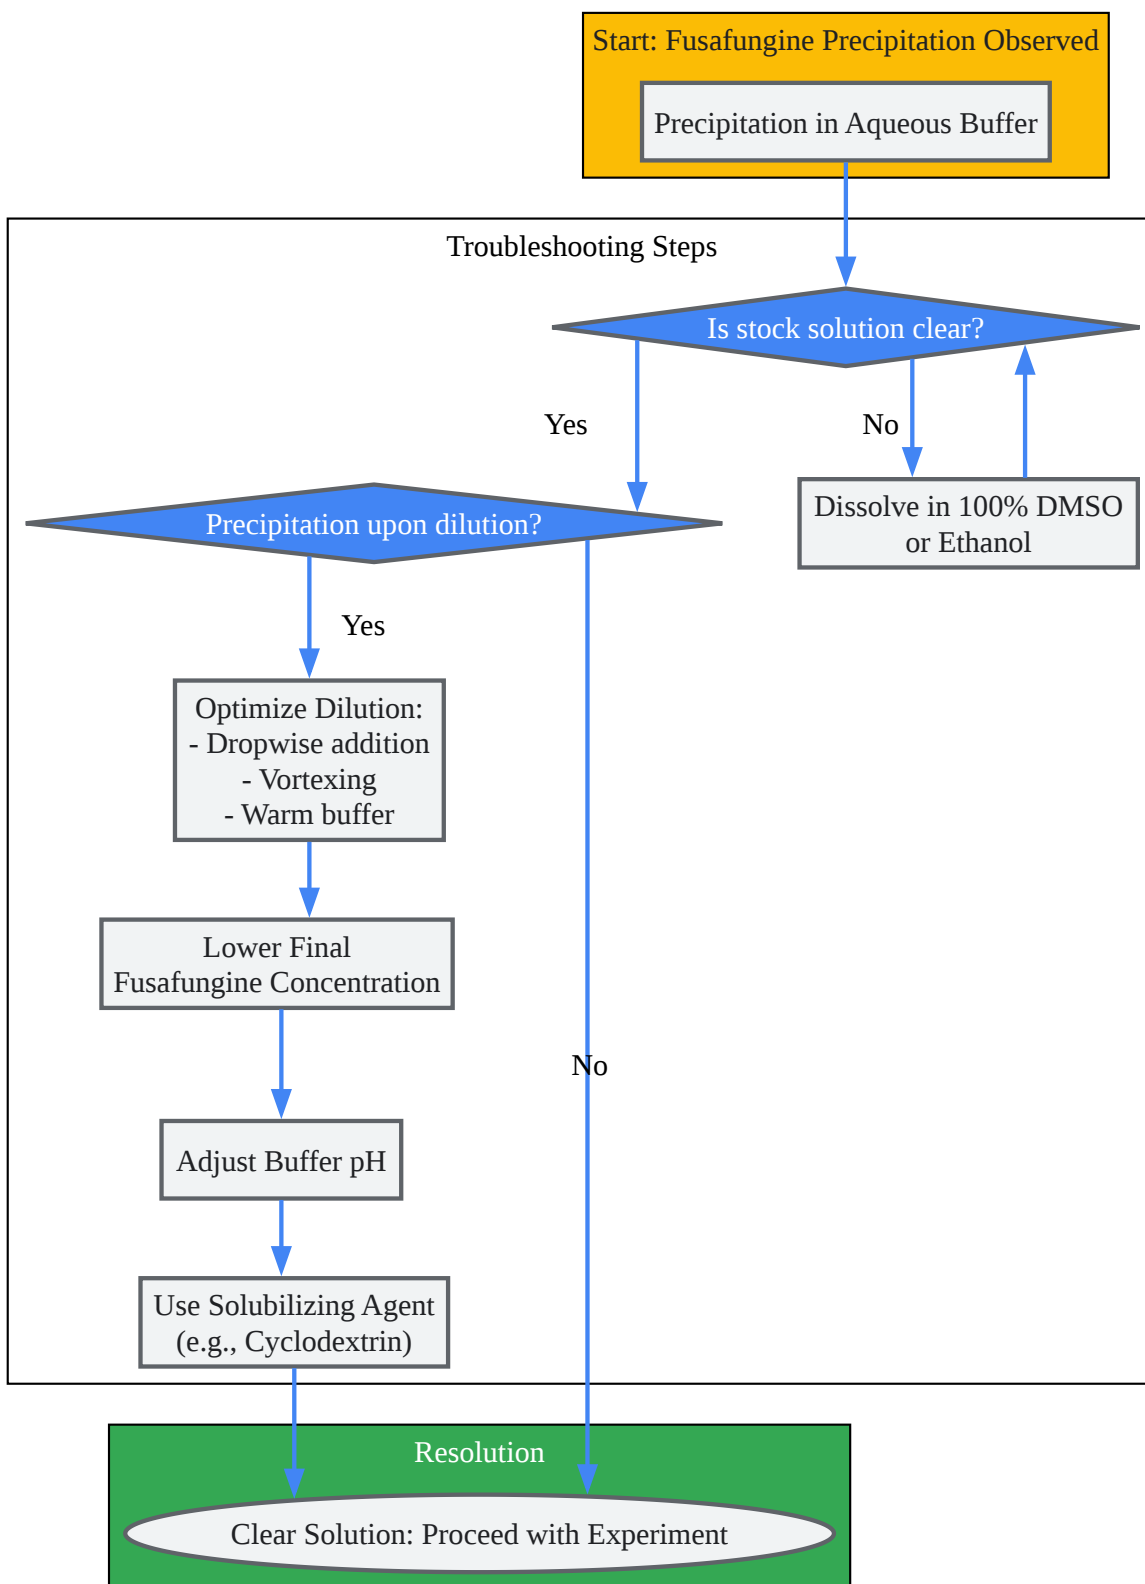 Start: Fusafungine Precipitation Observed
Precipitation in Aqueous Buffer
Troubleshooting Steps
Is stock solution clear?
Yes
No
Dissolve in 100% DMSO
or Ethanol
Precipitation upon dilution?
Yes
Optimize Dilution:
- Dropwise addition
- Vortexing
- Warm buffer
Lower Final
Fusafungine Concentration
No
Adjust Buffer pH
Use Solubilizing Agent
(e.g., Cyclodextrin)
Resolution
Clear Solution: Proceed with Experiment